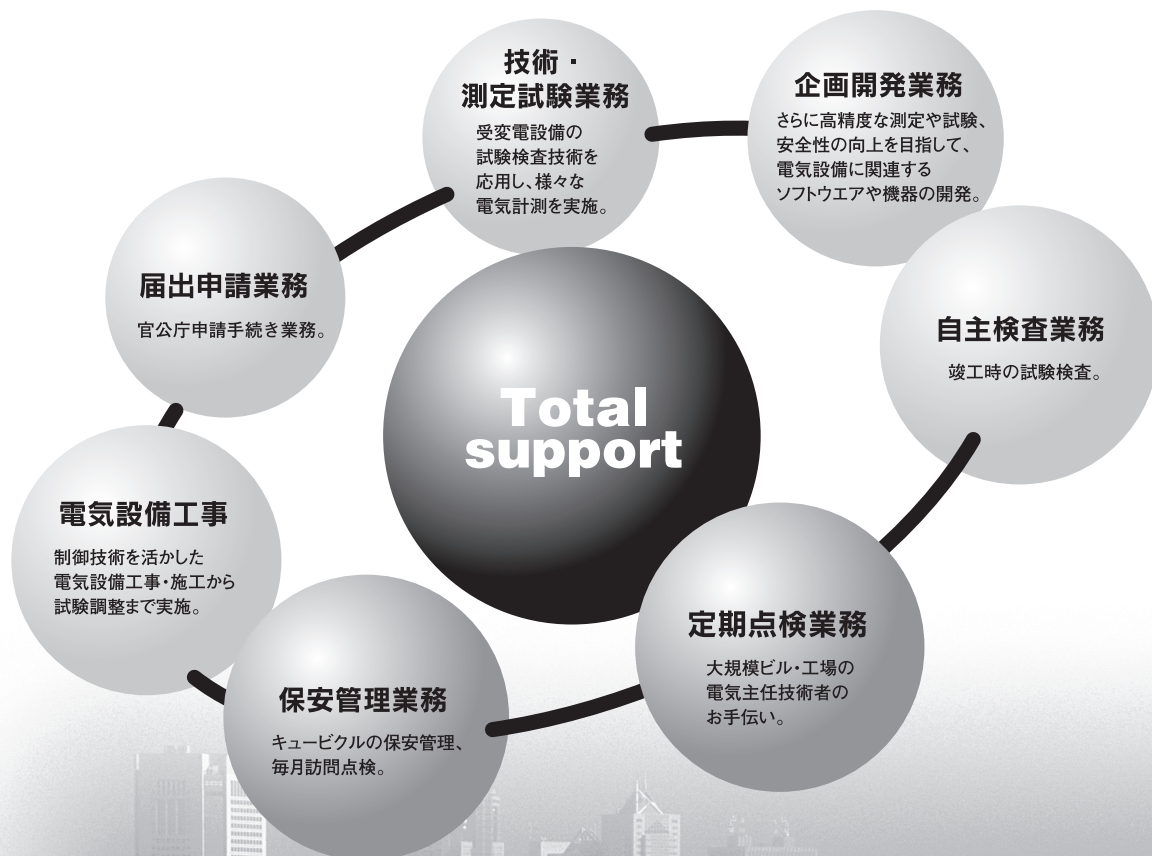 技術・
測定試験業務
受変電設備の
試験検査技術を
応用し、様々な
電気計測を実施。
企画開発業務
さらに高精度な測定や試験、
安全性の向上を目指して、
電気設備に関連する
ソフトウエアや機器の開発。
届出申請業務
官公庁申請手続き業務。
自主検査業務
竣工時の試験検査。
Total
support
電気設備工事
制御技術を活かした
電気設備工事・施工から
試験調整まで実施。
定期点検業務
大規模ビル・工場の
電気主任技術者の
お手伝い。
保安管理業務
キュービクルの保安管理、
毎月訪問点検。